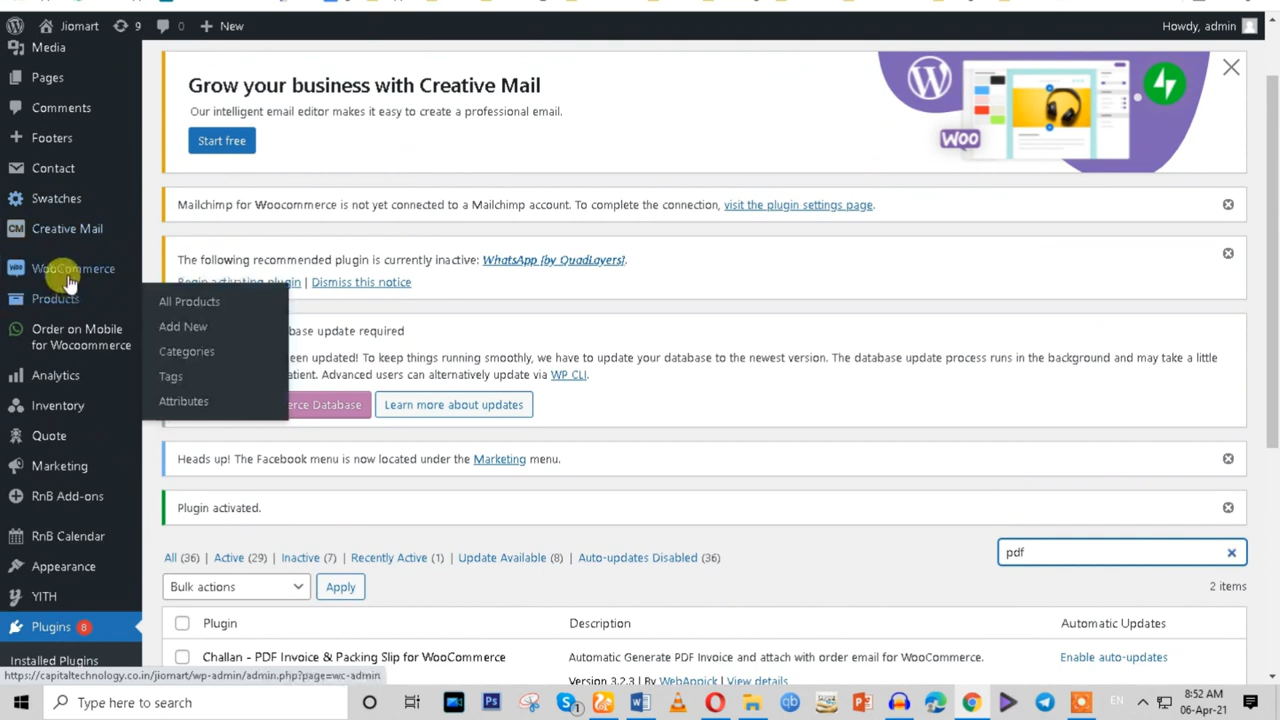 Jiomart 9 0 New Howdy, admin
Media
Pages
Comments
Footers
Contact
Swatches
CM Creative Mail
WooCommerce
Products
Order on Mobile
for Wocoommerce
Analytics
Inventory
Quote
Marketing
RnB Add-ons
RnB Calendar
Appearance
YITH
Plugins 8
Installed Plugins
All Products
Add New
Categories
Tags
Attributes
Grow your business with Creative Mail
Our intelligent email editor makes it easy to create a professional email.
Start free
WOO
Mailchimp for Woocommerce is not yet connected to a Mailchimp account. To complete the connection, visit the plugin settings page.
The following recommended plugin is currently inactive: WhatsApp {by QuadLayers}.
Begin activating plugin | Dismiss this notice
base update required
een updated! To keep things running smoothly, we have to update your database to the newest version. The database update process runs in the background and may take a little
atient. Advanced users can alternatively update via WP CLI.
erce Database Learn more about updates
Heads up! The Facebook menu is now located under the Marketing menu.
Plugin activated.
All (36) | Active (29) | Inactive (7) | Recently Active (1) | Update Available (8) | Auto-updates Disabled (36)
pdf
Bulk actions Apply 2 items
Plugin Description Automatic Updates
Challan - PDF Invoice & Packing Slip for WooCommerce Automatic Generate PDF Invoice and attach with order email for WooCommerce. Enable auto-updates
Version 3.2.3 | By WebAppick | View details
https://capitaltechnology.co.in/jiomart/wp-admin/admin.php?page=wc-admin
Type here to search
EN
8:52 AM
06-Apr-21